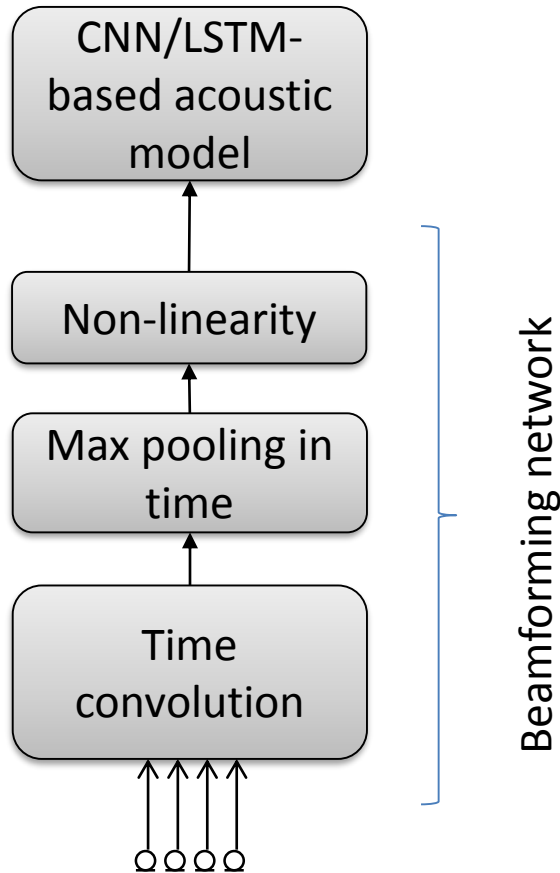 CNN/LSTM-
based acoustic
model
Non-linearity
Max pooling in
time
Time
convolution
Beamforming network